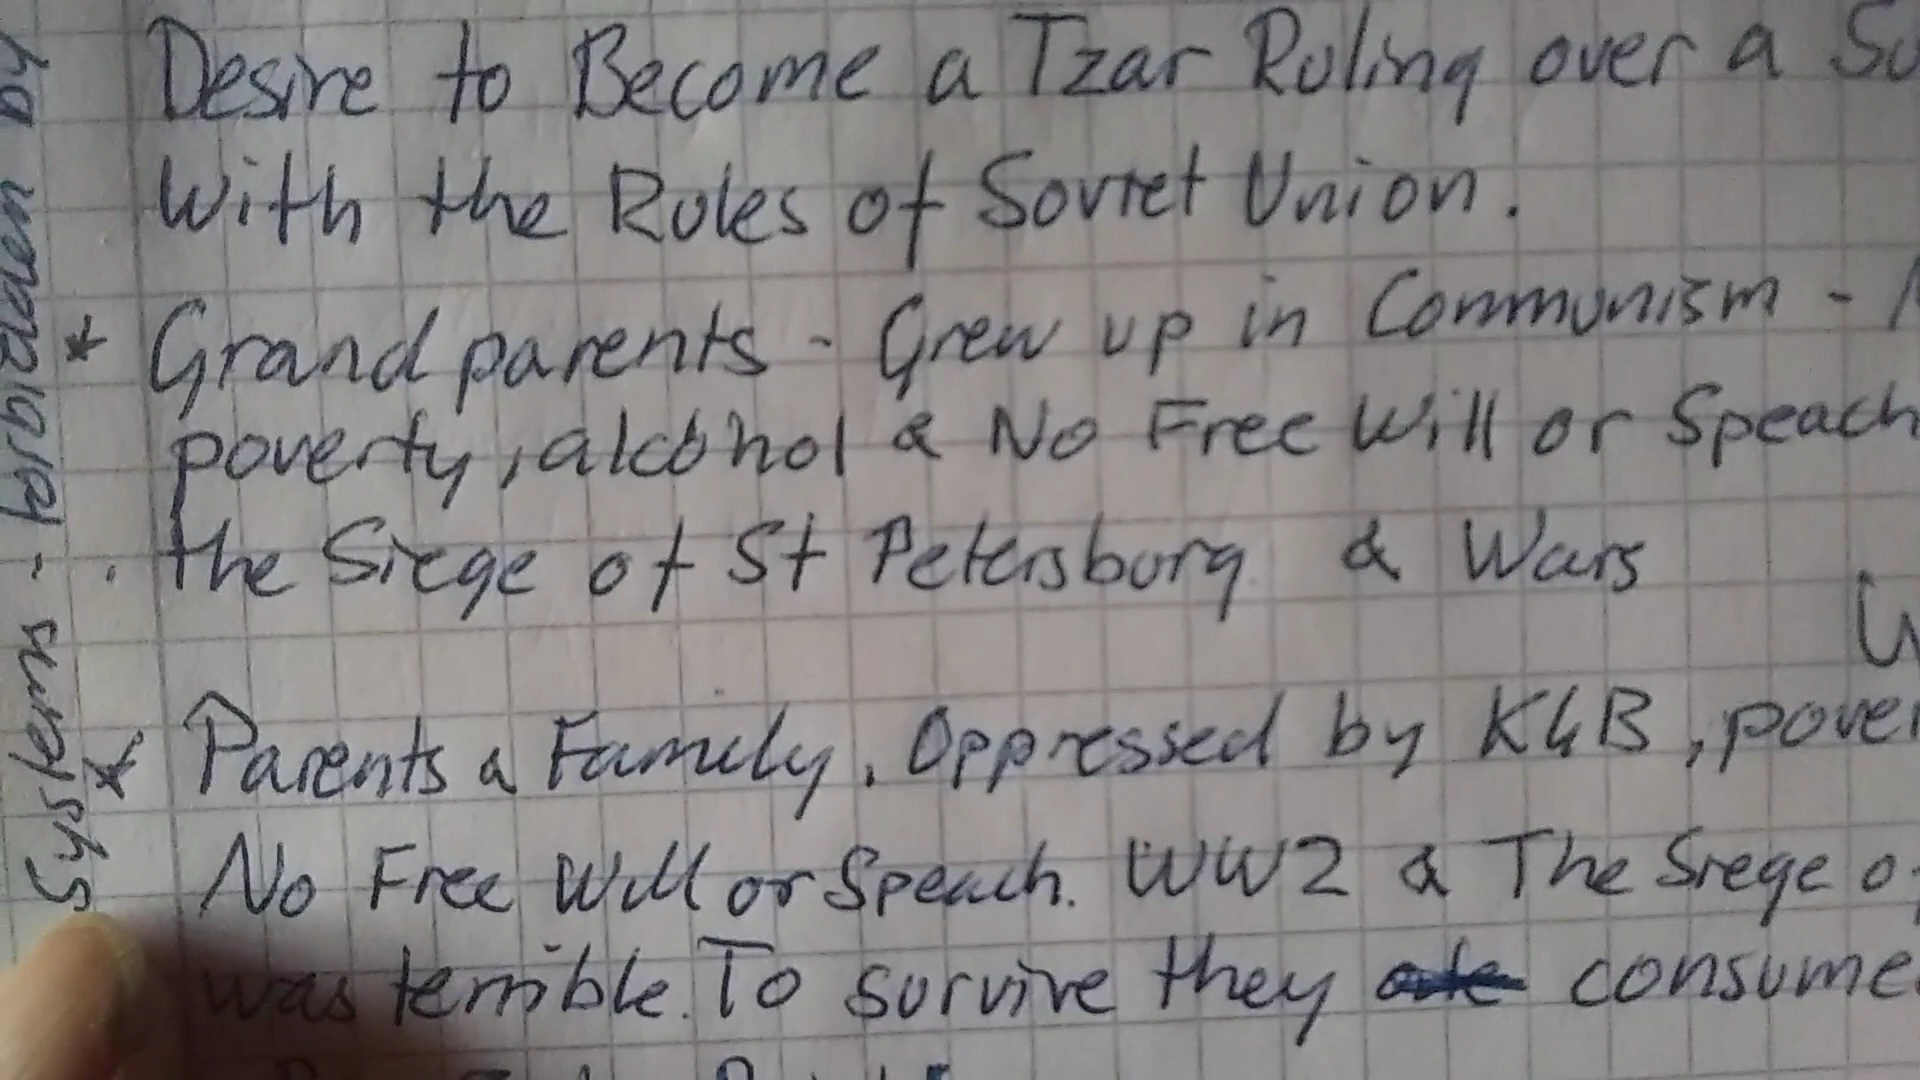 Desire to Become a Tzar Ruling over a
With the Rules of Soviet Union.
* Grandparents - Grew up in Communism -
poverty, alcohol & No Free Will or Speach
the Siege of St Petersburg & Wars
* Parents & Family. Oppressed by KGB, pover
No Free Will or Speach. WW2 & The Siege o
was terrible. To survive they consume
Systems - forbidden by